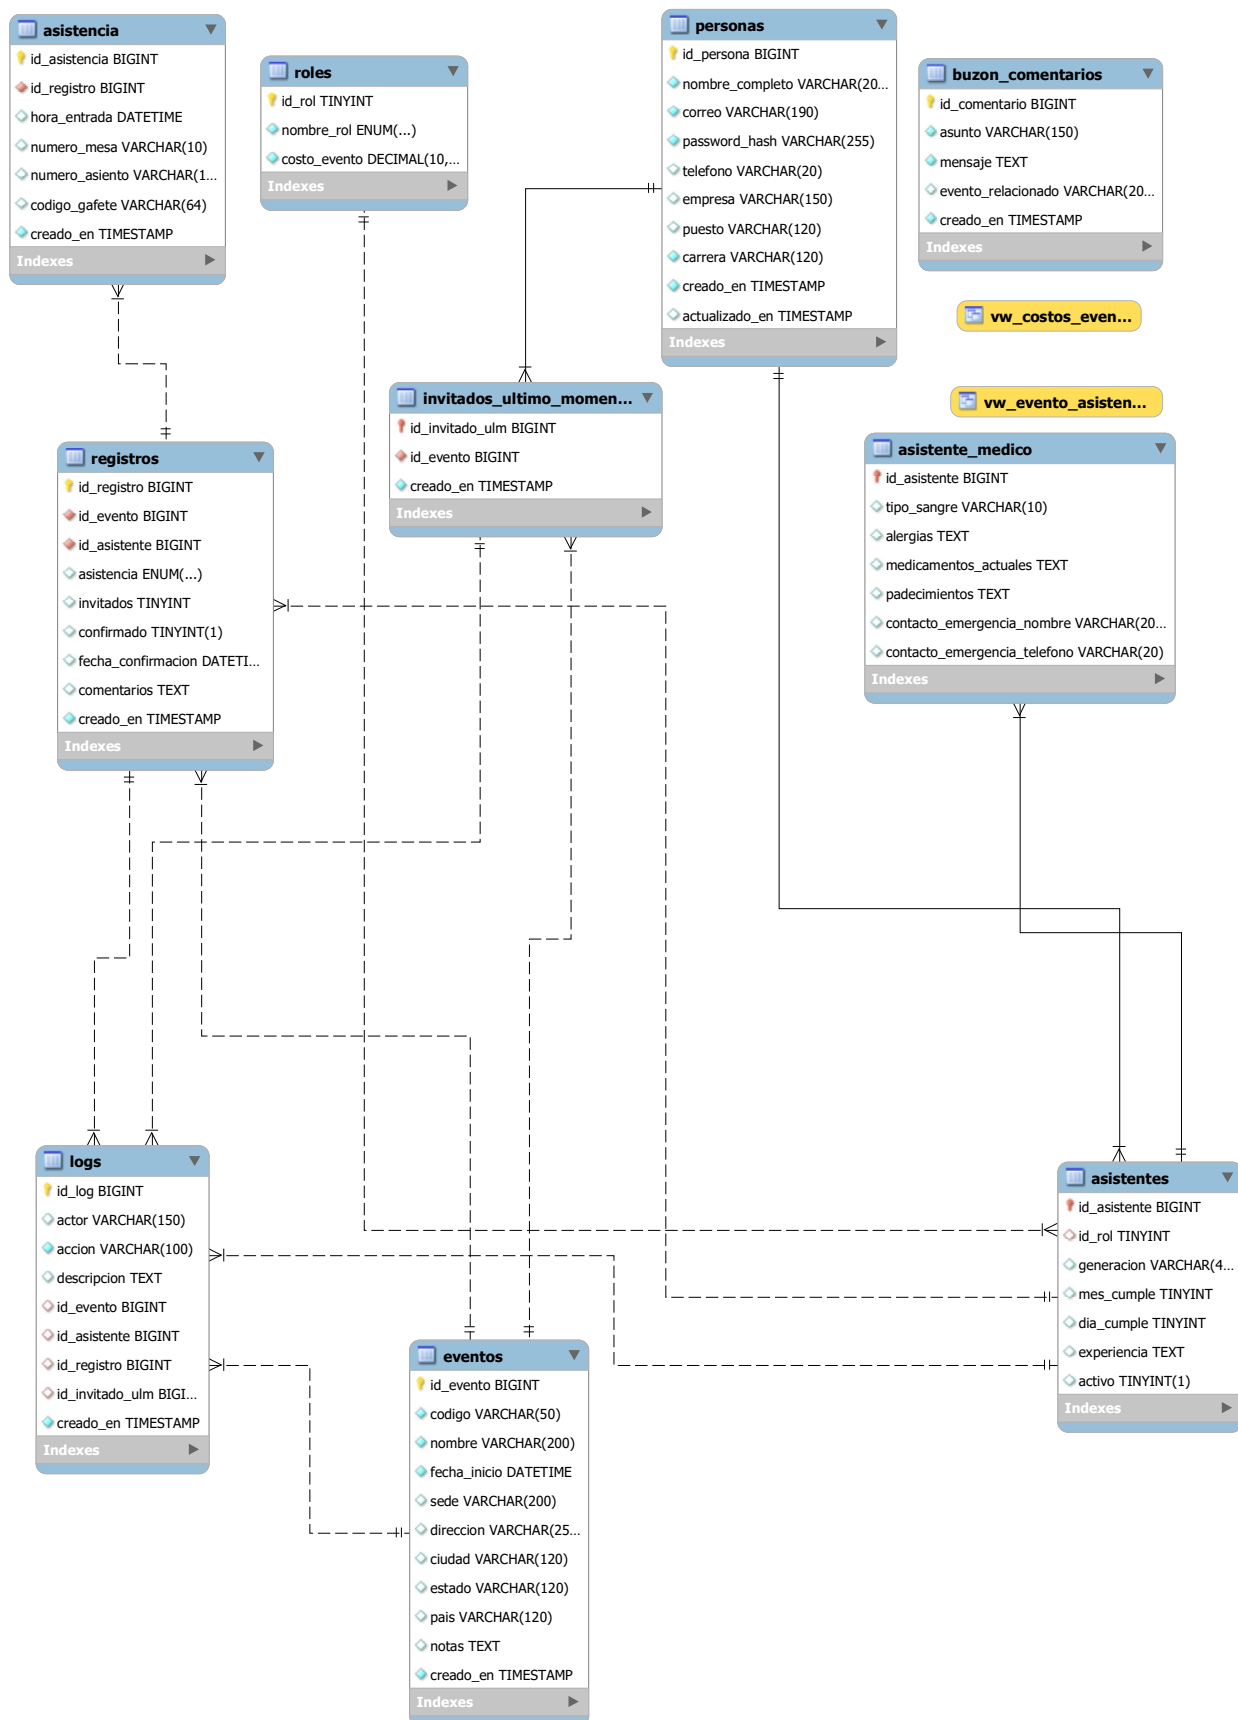 asistencia
id_asistencia BIGINT
id_registro BIGINT
hora_entrada DATETIME
numero_mesa VARCHAR(10)
numero_asiento VARCHAR(1...
codigo_gafete VARCHAR(64)
creado_en TIMESTAMP
Indexes
roles
id_rol TINYINT
nombre_rol ENUM(...)
costo_evento DECIMAL(10,...
Indexes
personas
id_persona BIGINT
nombre_completo VARCHAR(20...
correo VARCHAR(190)
password_hash VARCHAR(255)
telefono VARCHAR(20)
empresa VARCHAR(150)
puesto VARCHAR(120)
carrera VARCHAR(120)
creado_en TIMESTAMP
actualizado_en TIMESTAMP
Indexes
buzon_comentarios
id_comentario BIGINT
asunto VARCHAR(150)
mensaje TEXT
evento_relacionado VARCHAR(20...
creado_en TIMESTAMP
Indexes
vw_costos_even...
vw_evento_asisten...
invitados_ultimo_momen...
id_invitado_ulm BIGINT
id_evento BIGINT
creado_en TIMESTAMP
Indexes
registros
id_registro BIGINT
id_evento BIGINT
id_asistente BIGINT
asistencia ENUM(...)
invitados TINYINT
confirmado TINYINT(1)
fecha_confirmacion DATETI...
comentarios TEXT
creado_en TIMESTAMP
Indexes
asistente_medico
id_asistente BIGINT
tipo_sangre VARCHAR(10)
alergias TEXT
medicamentos_actuales TEXT
padecimientos TEXT
contacto_emergencia_nombre VARCHAR(20...
contacto_emergencia_telefono VARCHAR(20)
Indexes
logs
id_log BIGINT
actor VARCHAR(150)
accion VARCHAR(100)
descripcion TEXT
id_evento BIGINT
id_asistente BIGINT
id_registro BIGINT
id_invitado_ulm BIGI...
creado_en TIMESTAMP
Indexes
asistentes
id_asistente BIGINT
id_rol TINYINT
generacion VARCHAR(4...
mes_cumple TINYINT
dia_cumple TINYINT
experiencia TEXT
activo TINYINT(1)
Indexes
eventos
id_evento BIGINT
codigo VARCHAR(50)
nombre VARCHAR(200)
fecha_inicio DATETIME
sede VARCHAR(200)
direccion VARCHAR(25...
ciudad VARCHAR(120)
estado VARCHAR(120)
pais VARCHAR(120)
notas TEXT
creado_en TIMESTAMP
Indexes